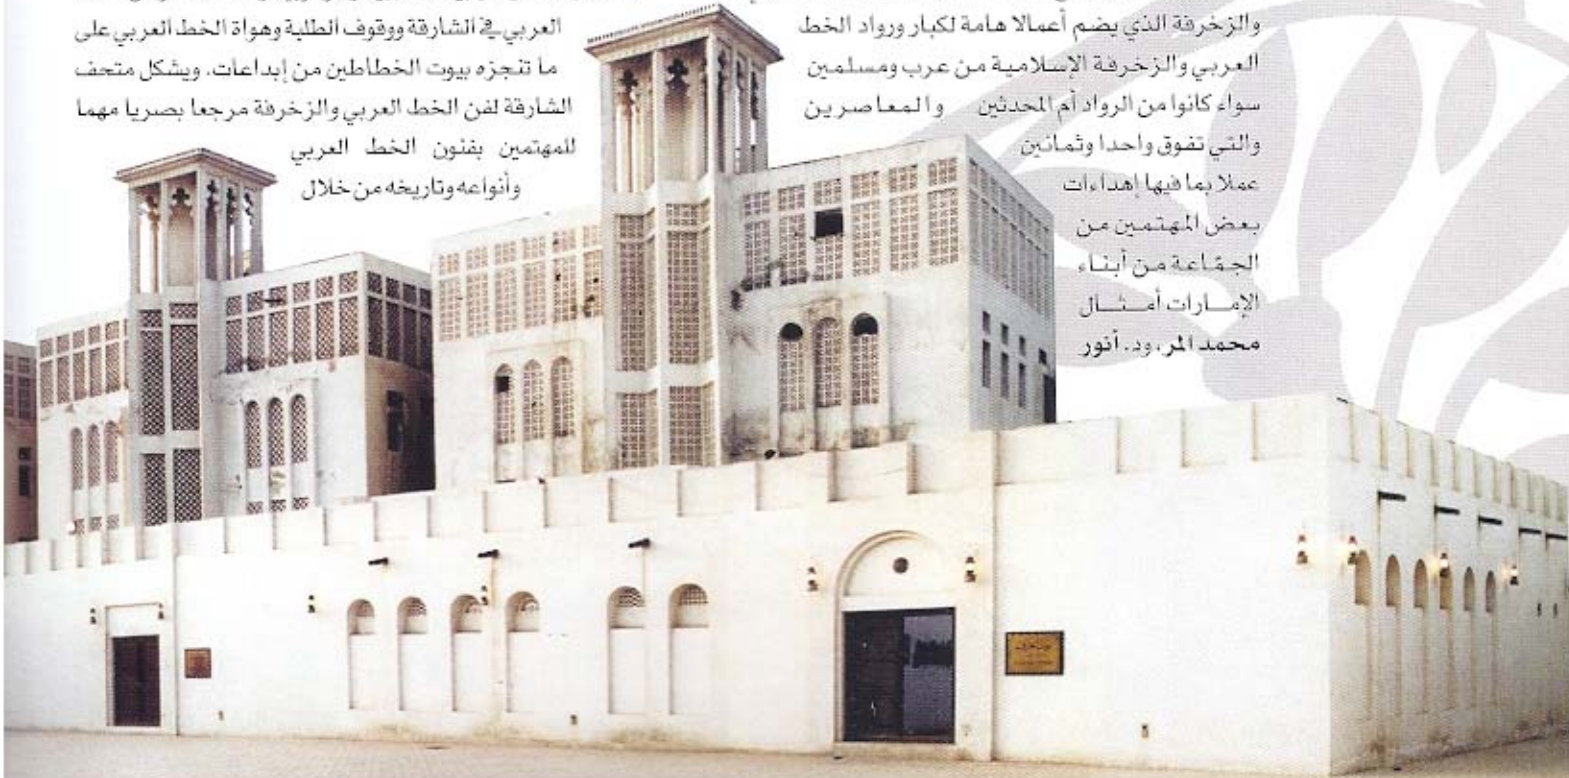 والزخرفة الذي يضم أعمالا هامة لكبار ورواد الخط
العربي والزخرفة الإسلامية من عرب ومسلمين
سواء كانوا من الرواد أم المحدثين والمعاصرين
والتي تفوق واحدا وثمانين
عملا بما فيها إهداءات
بعض المهتمين من
الجمّاعة من أبناء
الإمارات أمثال
محمد المر، ود. أنور
العربي في الشارقة ووقوف الطلبة وهواة الخط العربي على
ما تنجزه بيوت الخطاطين من إبداعات. ويشكل متحف
الشارقة لفن الخط العربي والزخرفة مرجعا بصريا مهما
للمهتمين بفنون الخط العربي
وأنواعه وتاريخه من خلال